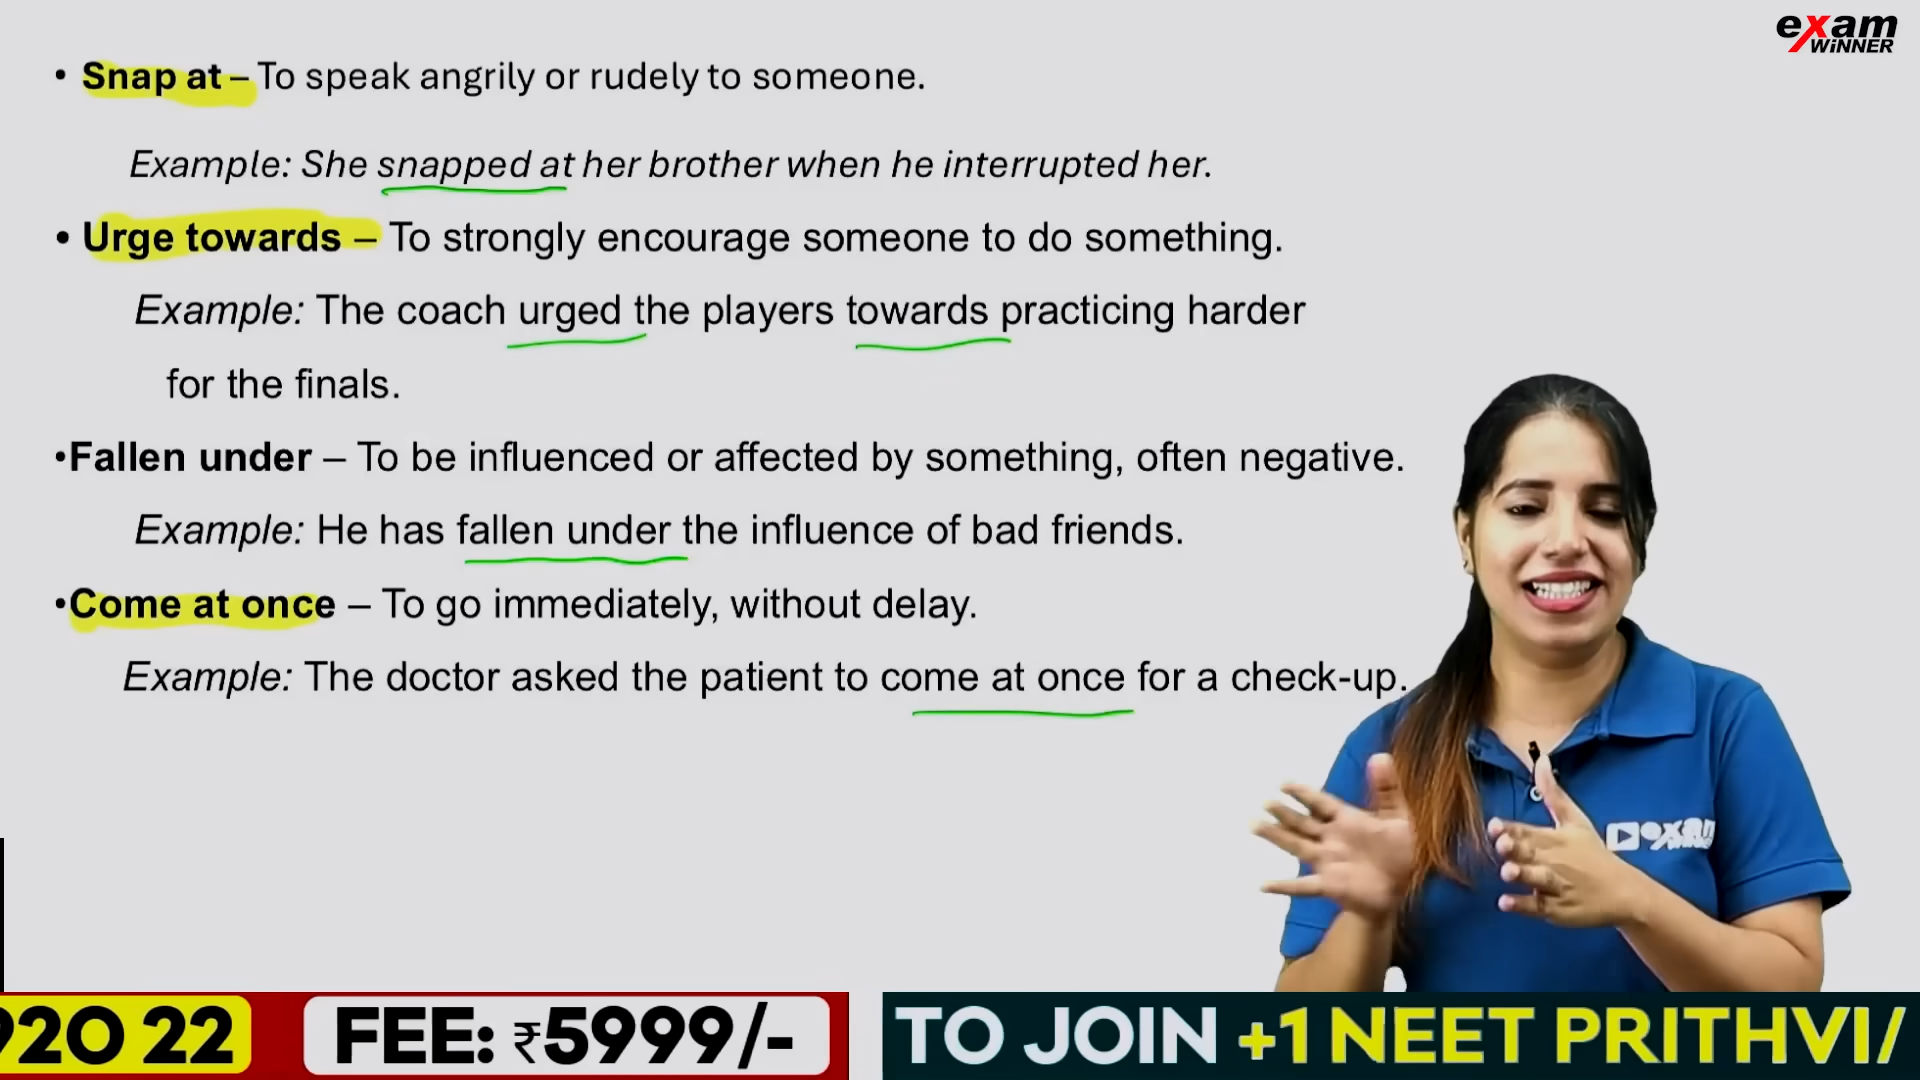 exam
WiNNER
• Snap at – To speak angrily or rudely to someone.
Example: She snapped at her brother when he interrupted her.
• Urge towards – To strongly encourage someone to do something.
Example: The coach urged the players towards practicing harder
for the finals.
•Fallen under – To be influenced or affected by something, often negative.
Example: He has fallen under the influence of bad friends.
•Come at once – To go immediately, without delay.
Example: The doctor asked the patient to come at once for a check-up.
exam
920 22 FEE: ₹5999/- TO JOIN +1 NEET PRITHVI/